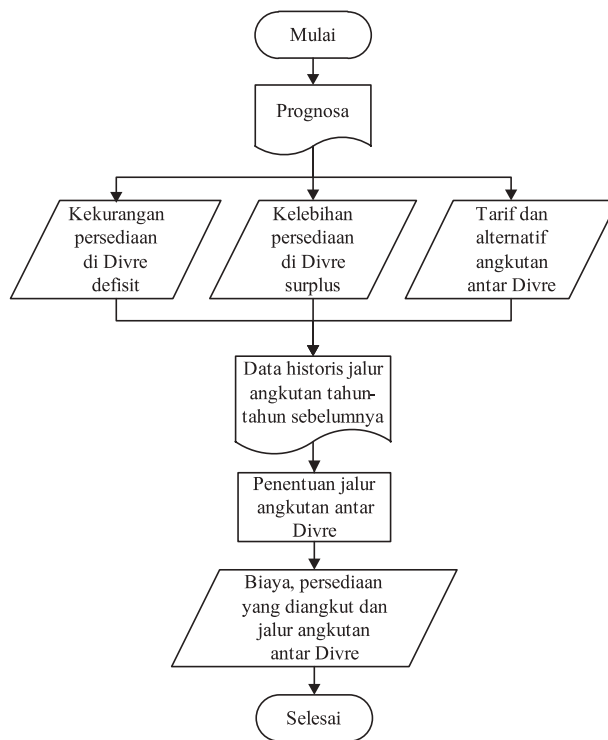 Mulai
Prognosa
Kekurangan
persediaan
di Divre
defisit
Kelebihan
persediaan
di Divre
surplus
Tarif dan
alternatif
angkutan
antar Divre
Data historis jalur
angkutan tahun-
tahun sebelumnya
Penentuan jalur
angkutan antar
Divre
Biaya, persediaan
yang diangkut dan
jalur angkutan
antar Divre
Selesai